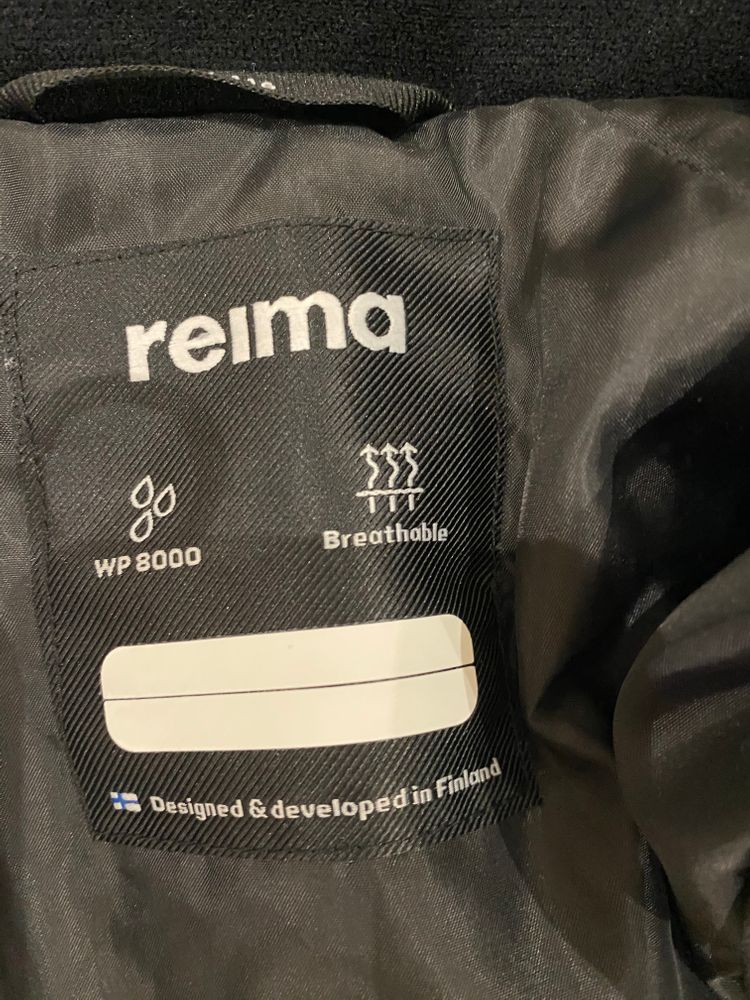 reima
WP 8000
Breathable
Designed & developed in Finland